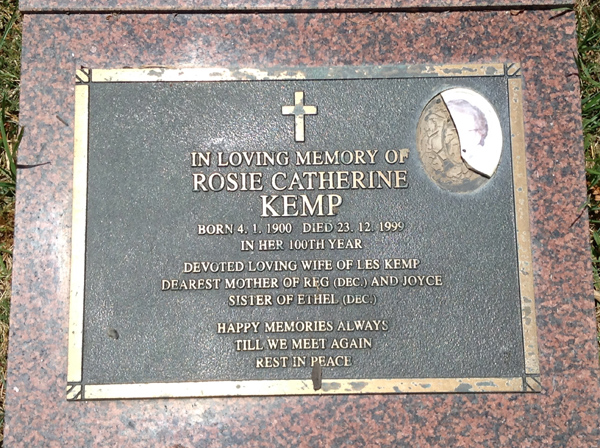 IN LOVING MEMORY OF
ROSIE CATHERINE
KEMP
BORN 4. 1. 1900 DIED 23. 12. 1999
IN HER 100TH YEAR
DEVOTED LOVING WIFE OF LES KEMP
DEAREST MOTHER OF REG (DEC.) AND JOYCE
SISTER OF ETHEL (DEC.)
HAPPY MEMORIES ALWAYS
TILL WE MEET AGAIN
REST IN PEACE